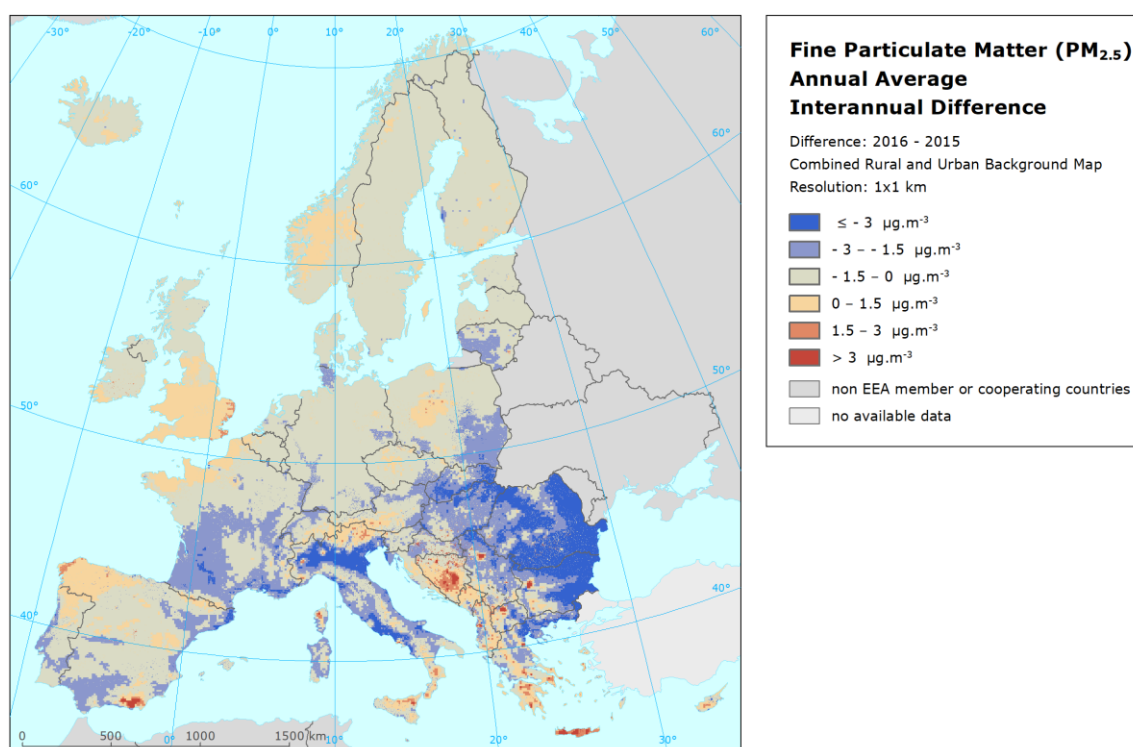 -30°
-20°
-10°
0°
10°
20°
30°
40°
50°
60°
60°
60°
50°
50°
40°
40°
0
500
1000
1500 km
0°
10°
20°
30°
Fine Particulate Matter (PM₂.₅)
Annual Average
Interannual Difference
Difference: 2016 - 2015
Combined Rural and Urban Background Map
Resolution: 1x1 km
≤ - 3 µg.m⁻³
- 3 – - 1.5 µg.m⁻³
- 1.5 – 0 µg.m⁻³
0 – 1.5 µg.m⁻³
1.5 – 3 µg.m⁻³
> 3 µg.m⁻³
non EEA member or cooperating countries
no available data